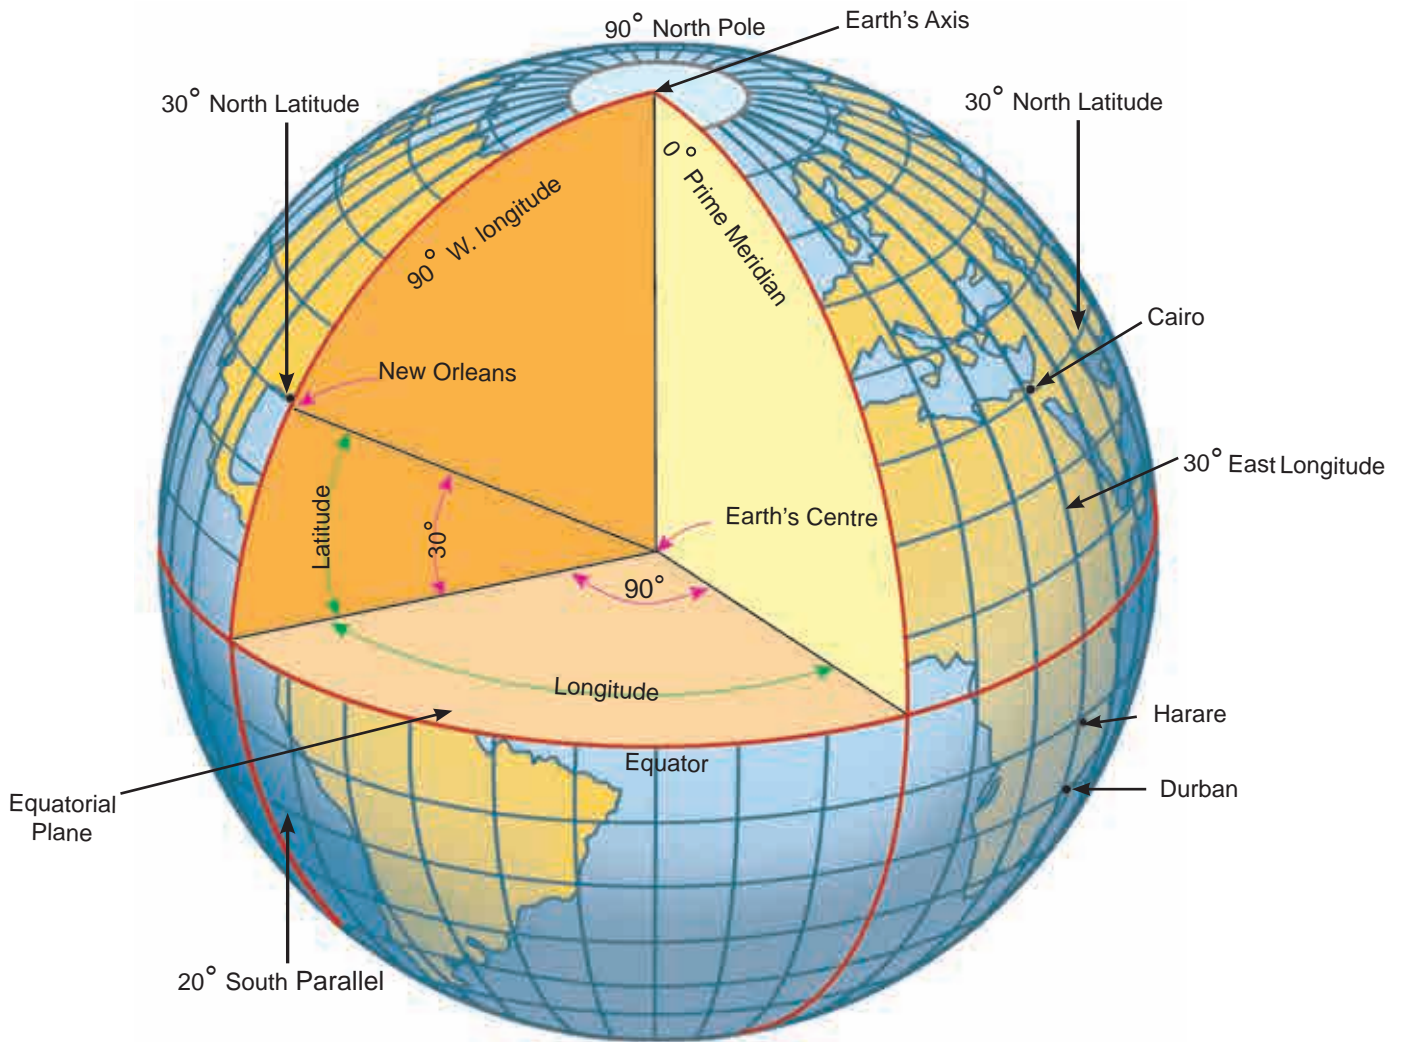 90° North Pole
Earth's Axis
30° North Latitude
30° North Latitude
0° Prime Meridian
90° W. longitude
Cairo
New Orleans
30° East Longitude
Latitude
30°
Earth's Centre
90°
Longitude
Harare
Equator
Durban
Equatorial
Plane
20° South Parallel